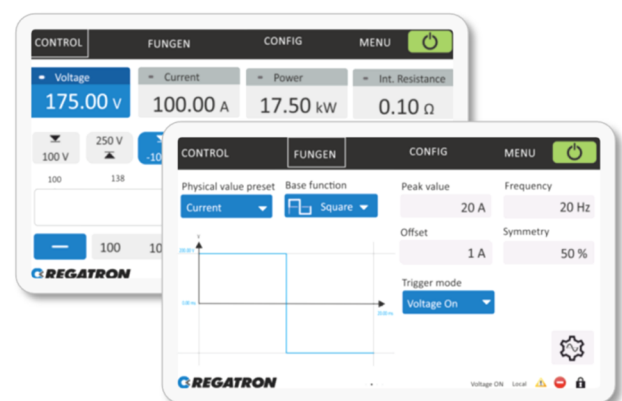 CONTROL FUNGEN CONFIG MENU
Voltage Current Power Int. Resistance
175.00 V 100.00 A 17.50 kW 0.10 Ω
100 V 250 V -10
100 138
100 10
REGATRON
CONTROL FUNGEN CONFIG MENU
Physical value preset Base function Peak value Frequency
Current Square 20 A 20 Hz
Offset Symmetry
1 A 50 %
Trigger mode
Voltage On
REGATRON
Voltage ON Local